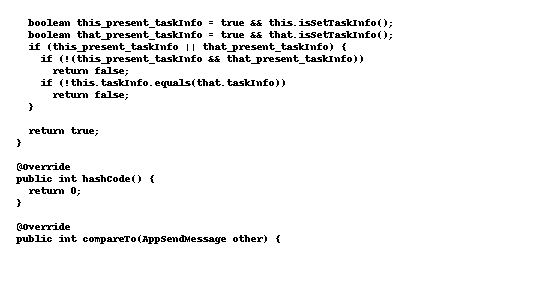 boolean this_present_taskInfo = true && this.isSetTaskInfo();
boolean that_present_taskInfo = true && that.isSetTaskInfo();
if (this_present_taskInfo || that_present_taskInfo) {
if (!(this_present_taskInfo && that_present_taskInfo))
return false;
if (!this.taskInfo.equals(that.taskInfo))
return false;
}
return true;
}
@Override
public int hashCode() {
return 0;
}
@Override
public int compareTo(AppSendMessage other) {